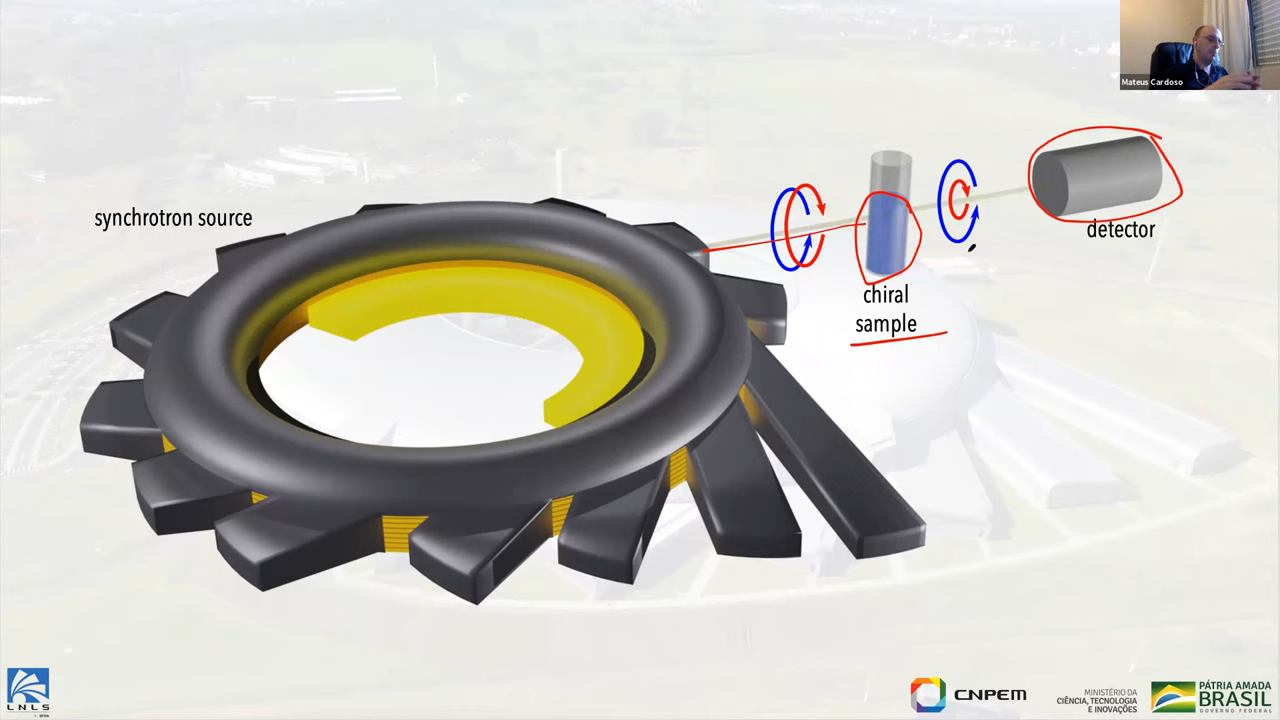 Mateus Cardoso
synchrotron source
detector
chiral
sample
LNLS
CNPEM
MINISTÉRIO DA
CIÊNCIA, TECNOLOGIA
E INOVAÇÕES
PÁTRIA AMADA
BRASIL
GOVERNO FEDERAL